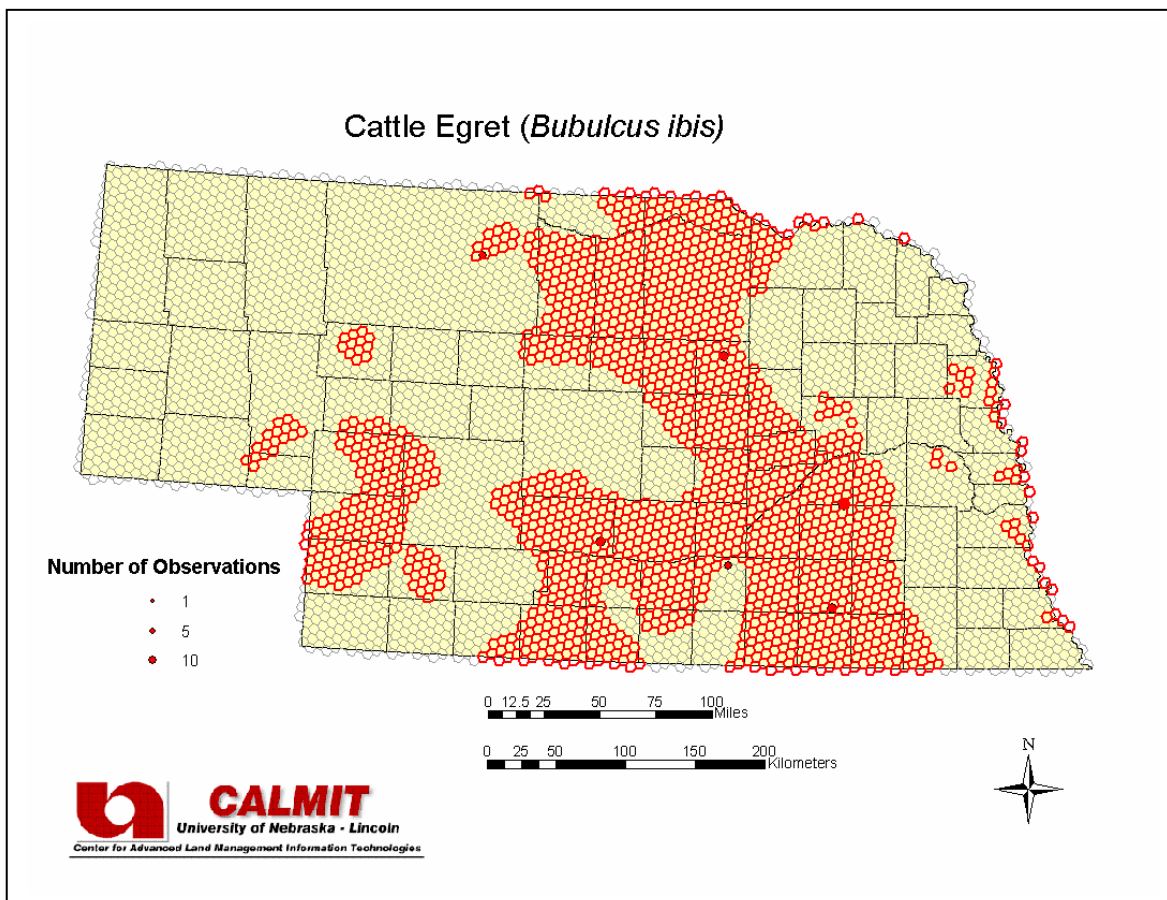 Cattle Egret (Bubulcus ibis)
Number of Observations
1
5
10
0 12.5 25 50 75 100
Miles
0 25 50 100 150 200
Kilometers
N
CALMIT
University of Nebraska - Lincoln
Center for Advanced Land Management Information Technologies